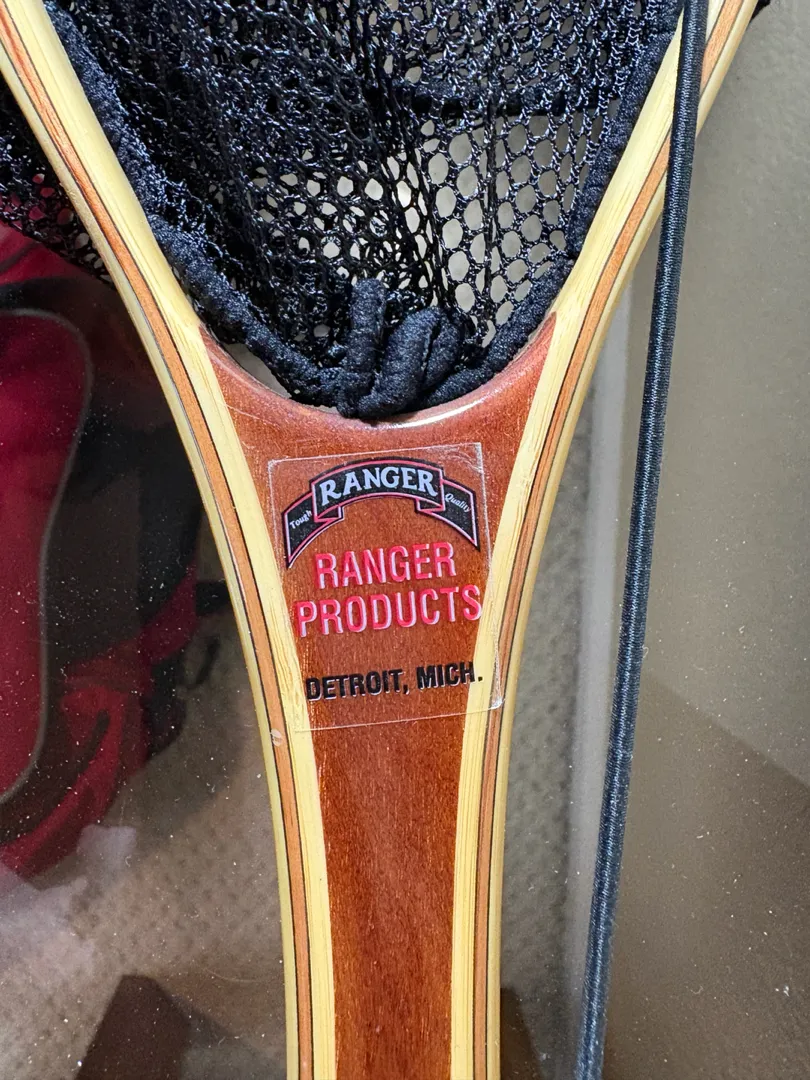 RANGER
Tough Quality
RANGER
PRODUCTS
DETROIT, MICH.